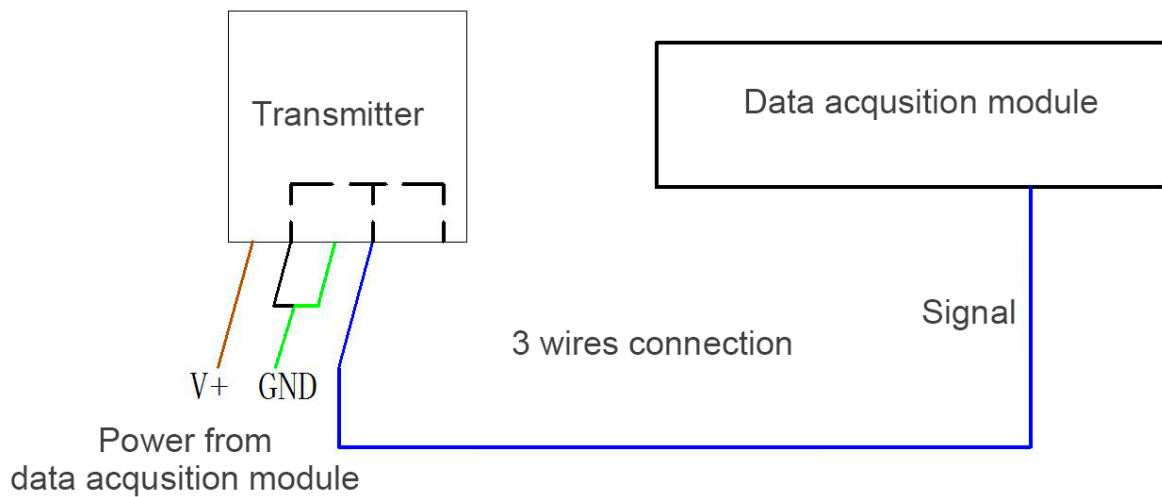 Transmitter
Data acqusition module
Signal
3 wires connection
V+ GND
Power from
data acqusition module